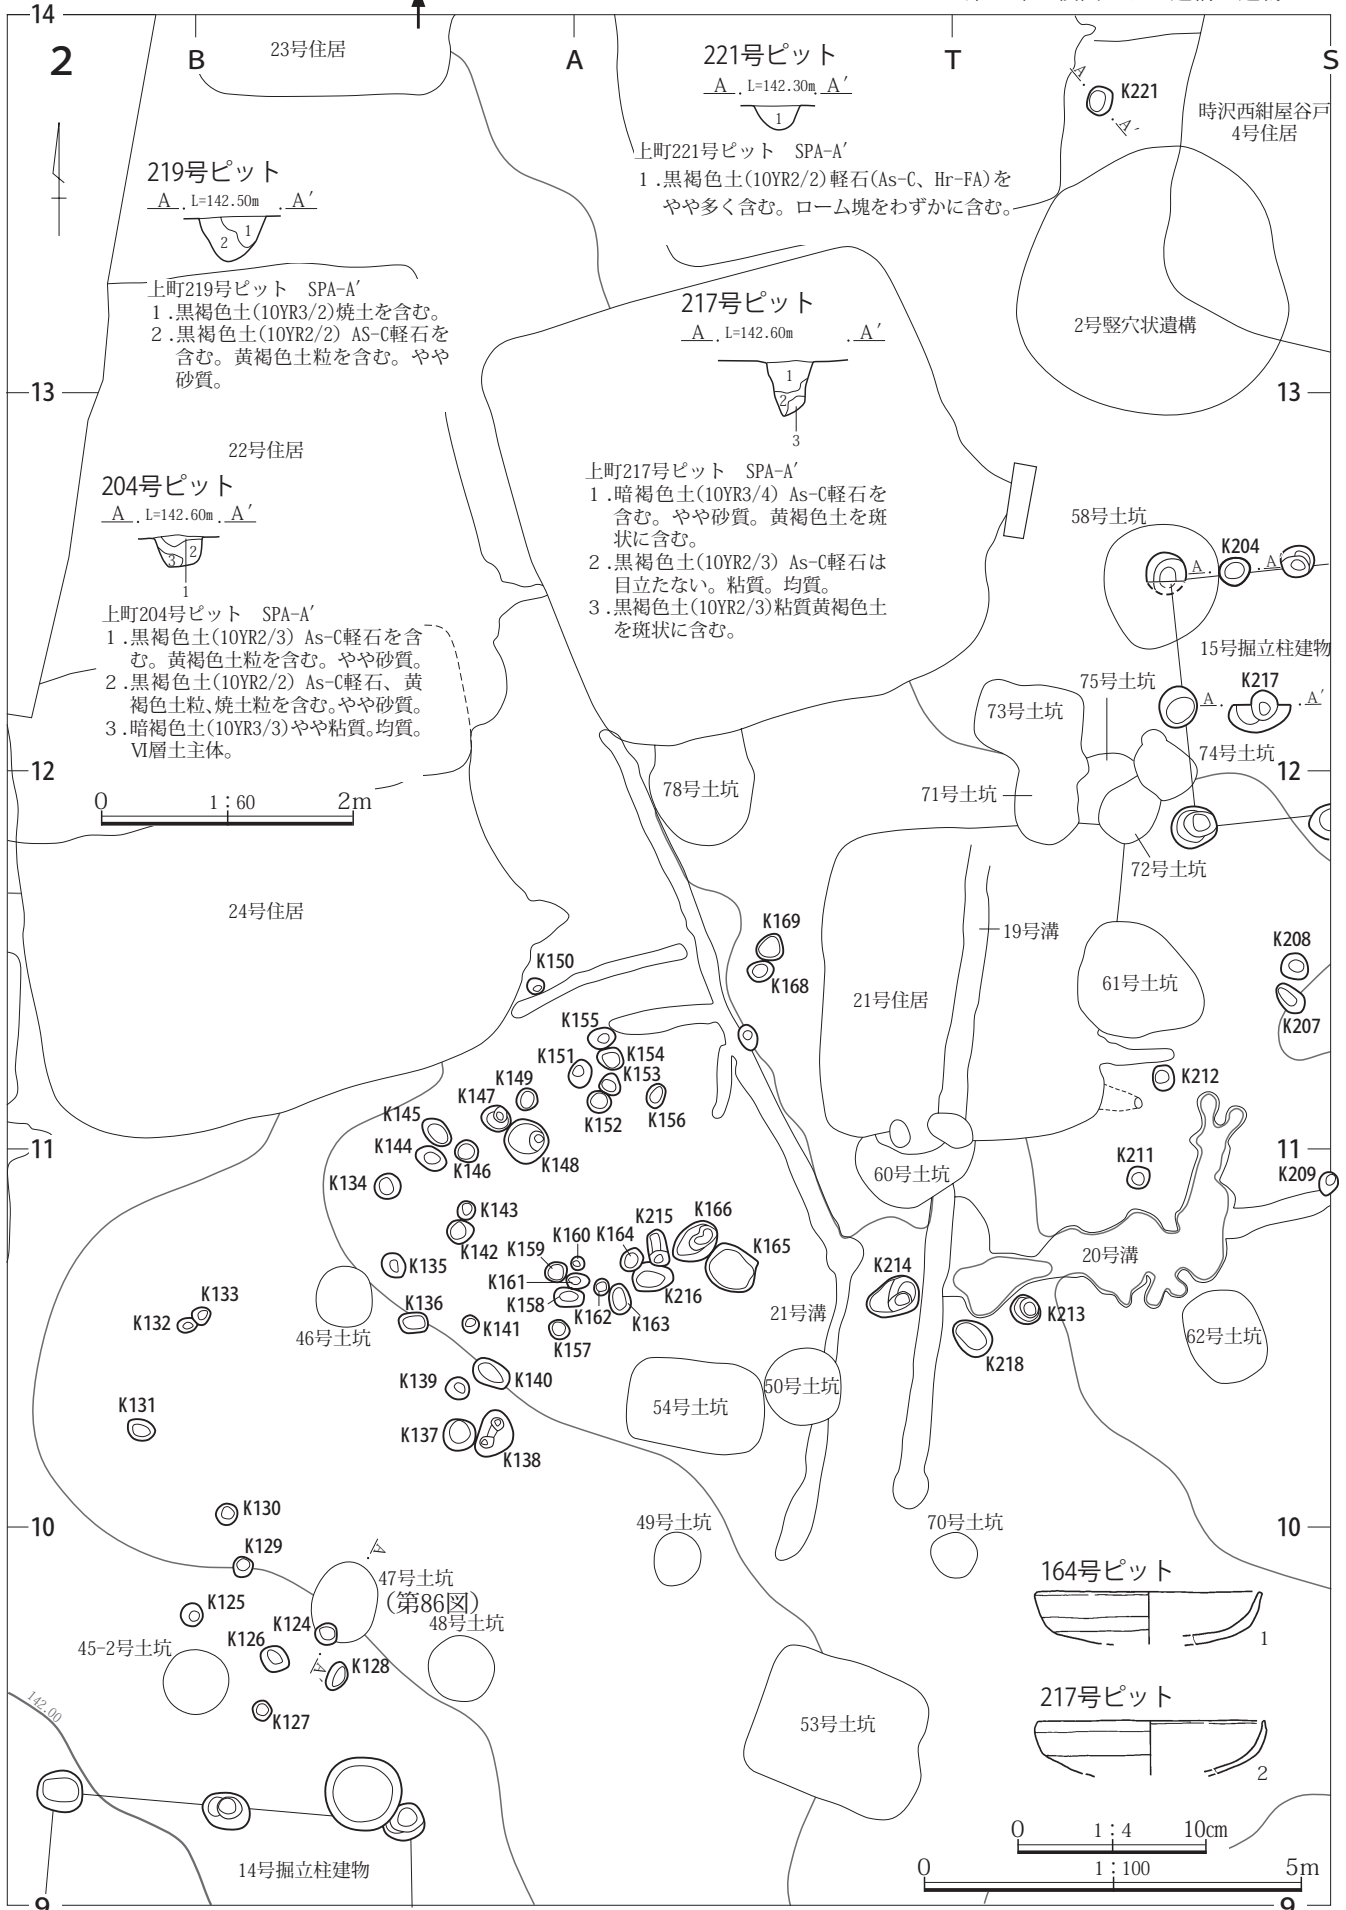 14
2
B
23号住居
A
221号ピット
A . L=142.30m . A′
1
T
S
A
K221
A′
時沢西紺屋谷戸
4号住居
上町221号ピット SPA-A′
1 .黒褐色土(10YR2/2)軽石(As-C、Hr-FA)を
やや多く含む。ローム塊をわずかに含む。
219号ピット
A . L=142.50m . A′
1
2
上町219号ピット SPA-A′
1 .黒褐色土(10YR3/2)焼土を含む。
2 .黒褐色土(10YR2/2) AS-C軽石を
含む。黄褐色土粒を含む。やや
砂質。
217号ピット
A . L=142.60m . A′
1
2
3
2号竪穴状遺構
13
13
22号住居
上町217号ピット SPA-A′
1 .暗褐色土(10YR3/4) As-C軽石を
含む。やや砂質。黄褐色土を斑
状に含む。
2 .黒褐色土(10YR2/3) As-C軽石は
目立たない。粘質。均質。
3 .黒褐色土(10YR2/3)粘質黄褐色土
を斑状に含む。
204号ピット
A . L=142.60m . A′
2
3
1
上町204号ピット SPA-A′
1 .黒褐色土(10YR2/3) As-C軽石を含
む。黄褐色土粒を含む。やや砂質。
2 .黒褐色土(10YR2/2) As-C軽石、黄
褐色土粒、焼土粒を含む。やや砂質。
3 .暗褐色土(10YR3/3)やや粘質。均質。
Ⅵ層土主体。
58号土坑
K204
A
A
15号掘立柱建物
75号土坑
K217
A
A′
73号土坑
74号土坑
12
12
0 1:60 2m
78号土坑
71号土坑
72号土坑
24号住居
K169
K168
19号溝
K208
K150
21号住居
61号土坑
K207
K155
K154
K151
K153
K149
K147
K152
K156
K212
K145
K144
K146
K148
11
11
K134
60号土坑
K211
K209
K143
K142
K160
K164
K215
K166
K159
K165
K135
K161
K158
K162
K163
K216
K214
20号溝
K133
K132
K136
K141
46号土坑
K157
21号溝
K213
K218
62号土坑
K139
K140
50号土坑
54号土坑
K131
K137
K138
K130
10
49号土坑
70号土坑
10
K129
A
47号土坑
(第86図)
164号ピット
1
K125
K124
48号土坑
45-2号土坑
K126
A′
K128
K127
217号ピット
2
142.00
53号土坑
0 1:4 10cm
0 1:100 5m
14号掘立柱建物
9
9